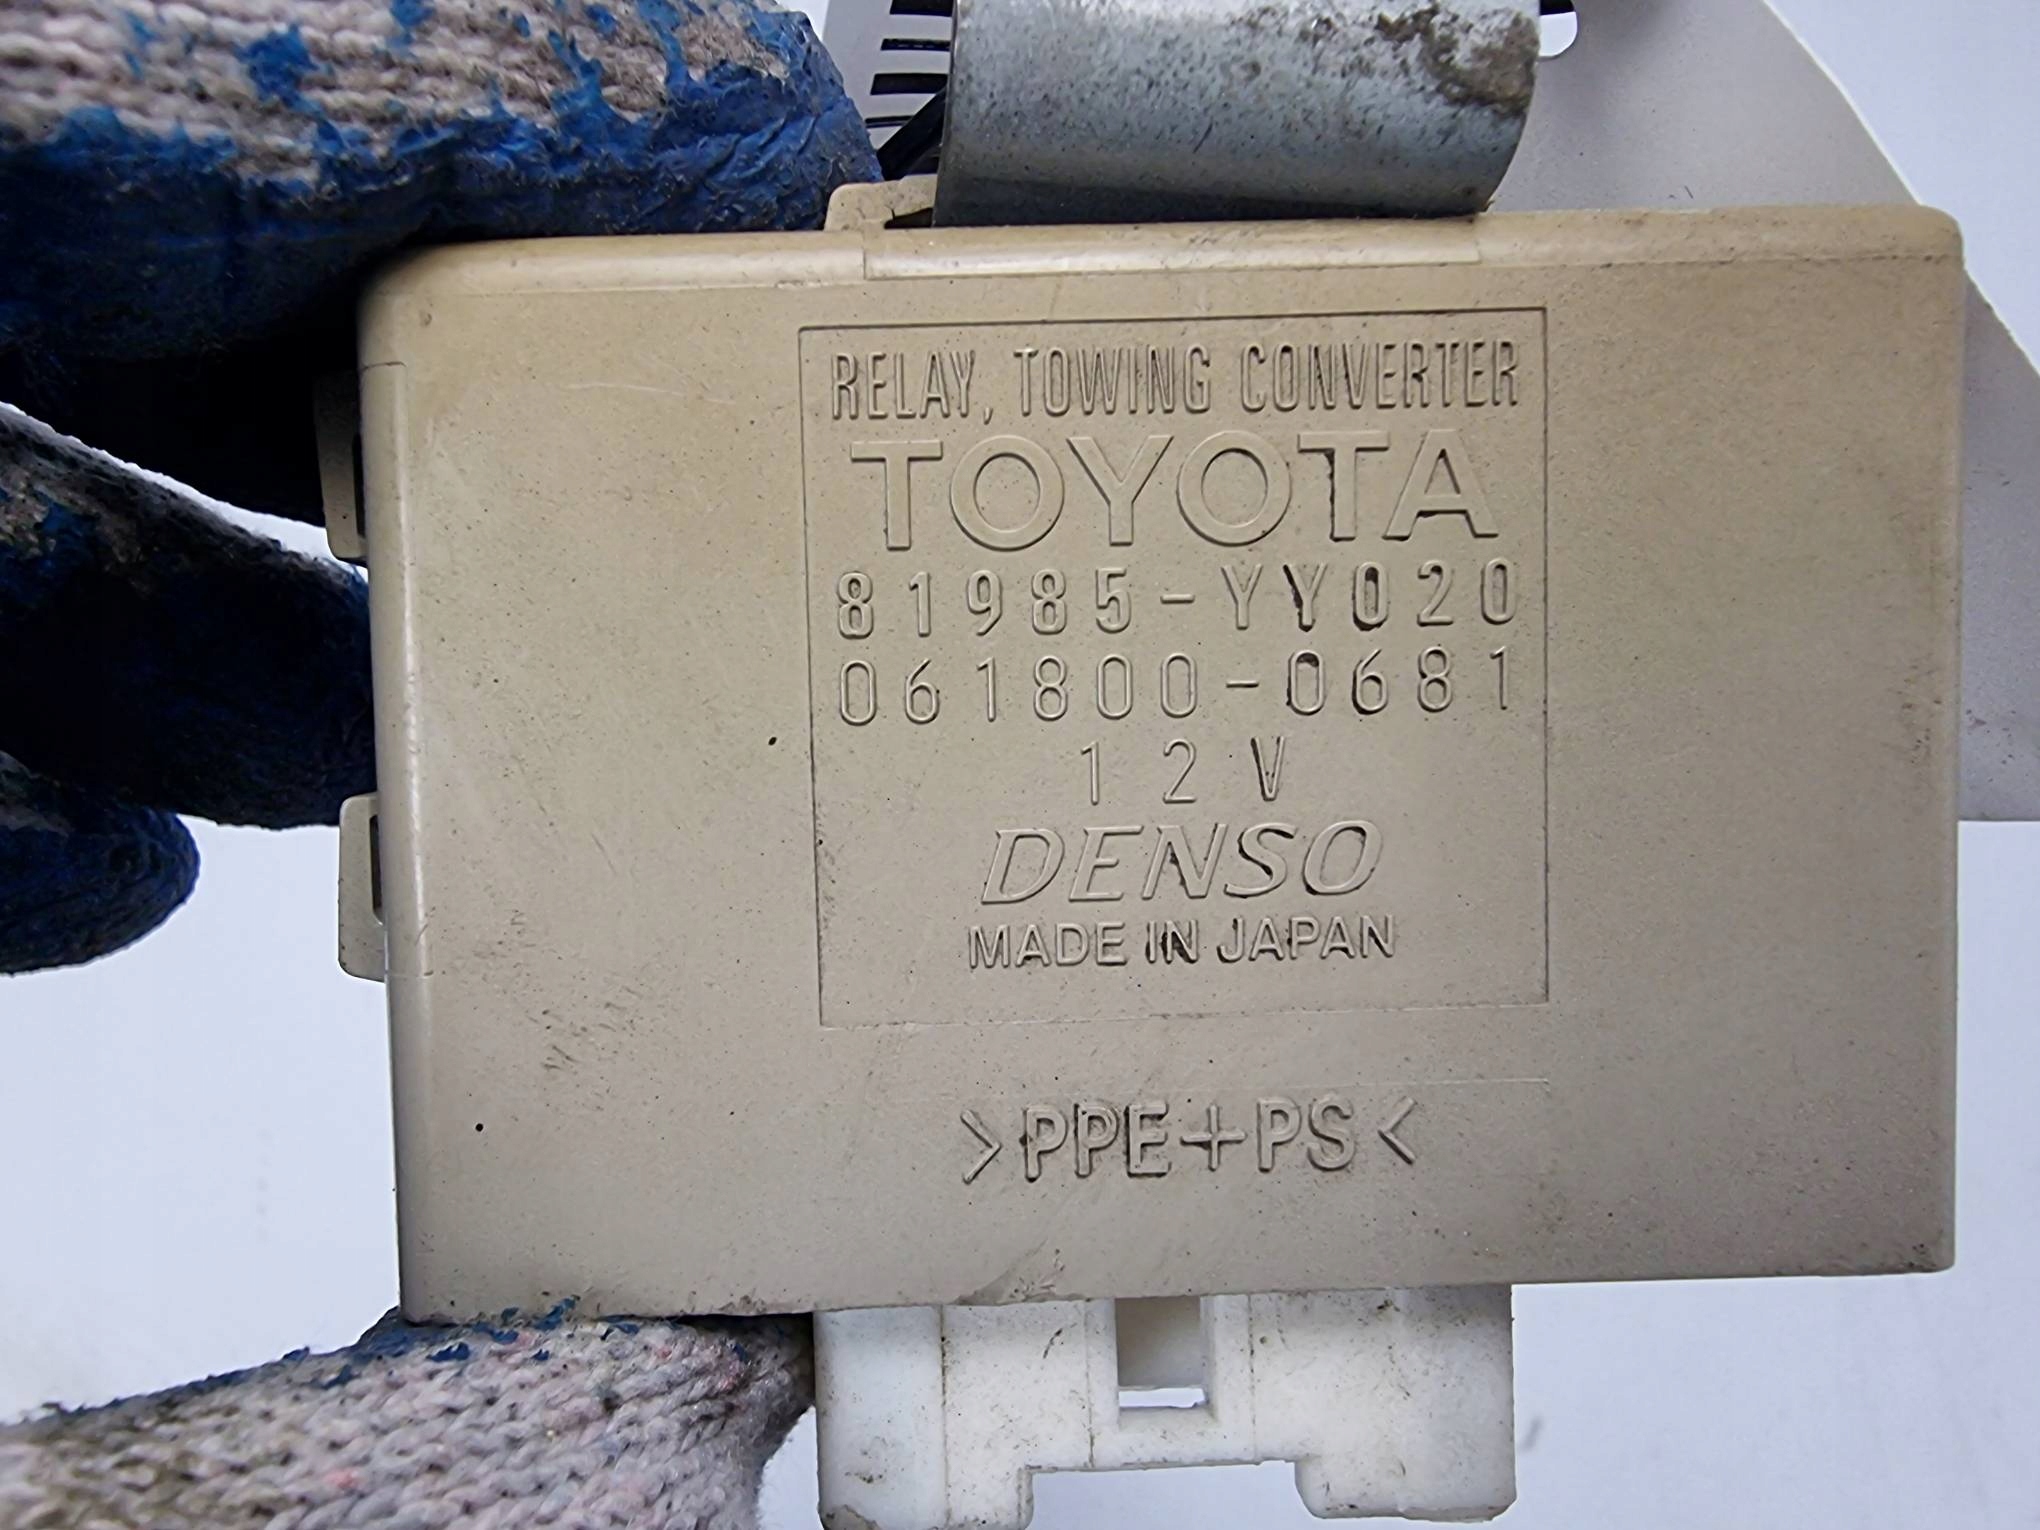 RELAY, TOWING CONVERTER
TOYOTA
81985-YY020
061800-0681
12V
DENSO
MADE IN JAPAN
>PPE+PS<